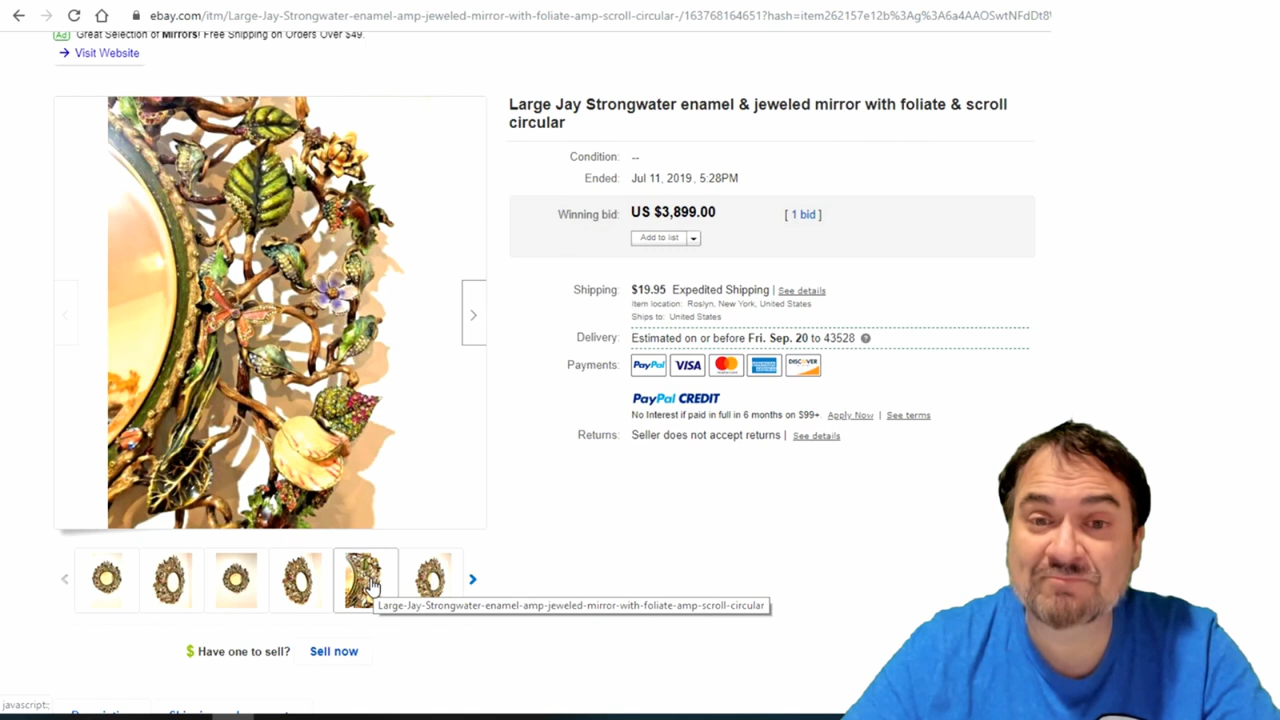 ebay.com/itm/Large-Jay-Strongwater-enamel-amp-jeweled-mirror-with-foliate-amp-scroll-circular-/163768164651?hash=item262157e12b%3Ag%3A6a4AAOSwtNFdDt8
Ad Great Selection of Mirrors! Free Shipping on Orders Over $49.
→ Visit Website
Large Jay Strongwater enamel & jeweled mirror with foliate & scroll
circular
Condition: --
Ended: Jul 11, 2019, 5:28PM
Winning bid: US $3,899.00 [ 1 bid ]
Add to list
Shipping: $19.95 Expedited Shipping | See details
Item location: Roslyn, New York, United States
Ships to: United States
Delivery: Estimated on or before Fri. Sep. 20 to 43528
Payments: PayPal VISA MasterCard AMERICAN EXPRESS DISCOVER
PayPal CREDIT
No Interest if paid in full in 6 months on $99+. Apply Now | See terms
Returns: Seller does not accept returns | See details
Large-Jay-Strongwater-enamel-amp-jeweled-mirror-with-foliate-amp-scroll-circular
$ Have one to sell? Sell now
javascript:;